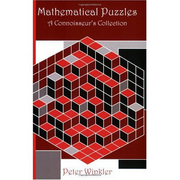 Mathematical Puzzles
A Connoisseur's Collection
Peter Winkler